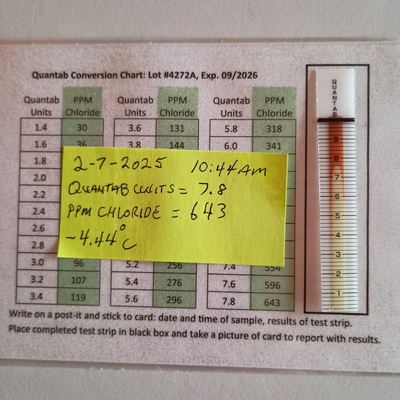 Quantab Conversion Chart: Lot #4272A, Exp. 09/2026
Quantab Units PPM Chloride Quantab Units PPM Chloride Quantab Units PPM Chloride
1.4 30 3.6 131 5.8 318
1.6 36 3.8 144 6.0 341
1.8
2.0
2.2
2.4
2.6
2.8
3.0 96 5.2 256 7.4 554
3.2 107 5.4 276 7.6 596
3.4 119 5.6 296 7.8 643
2-7-2025 10:44 AM
QUANTAB UNITS = 7.8
PPM CHLORIDE = 643
~4.44°C
QUANTAB
9
8
7
6
5
4
3
2
1
Write on a post-it and stick to card: date and time of sample, results of test strip.
Place completed test strip in black box and take a picture of card to report with results.